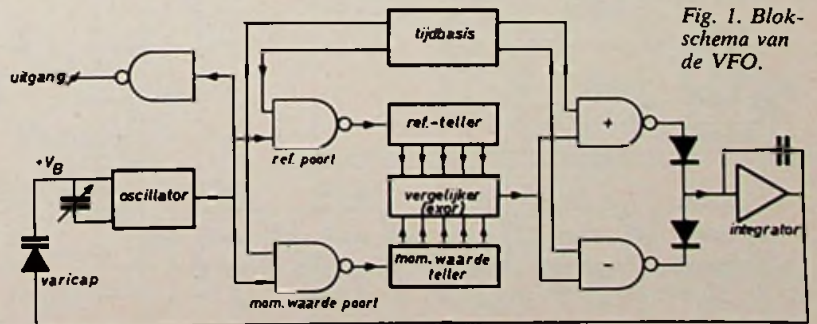 Fig. 1. Blok-
schema van
de VFO.
tijdbasis
uitgang
ref. poort
ref.-teller
+
+VB
oscillator
vergelijker
(exor)
integrator
varicap
mom. waarde poort
mom. waarde
teller
-